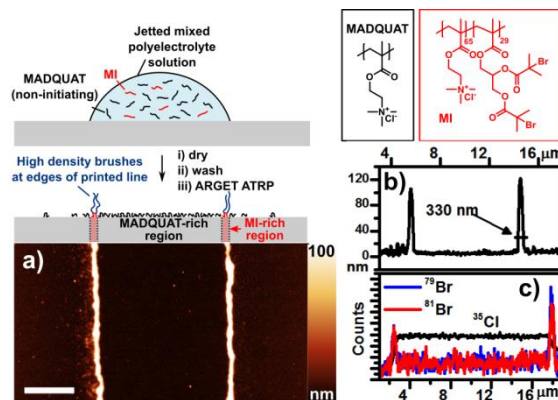 Jetted mixed
polyelectrolyte
solution
MI
MADQUAT
(non-initiating)
High density brushes
at edges of printed line
i) dry
ii) wash
iii) ARGET ATRP
MADQUAT-rich
region
MI-rich
region
a)
100
nm
MADQUAT
O
O
N+
Cl-
65
29
O
O
O
O
N+
Cl-
O
O
O
O
Br
Br
MI
4 8 12 16 μm
b)
120
80
40
0
nm
330 nm
c)
79Br
81Br
35Cl
Counts
4 8 12 16 μm